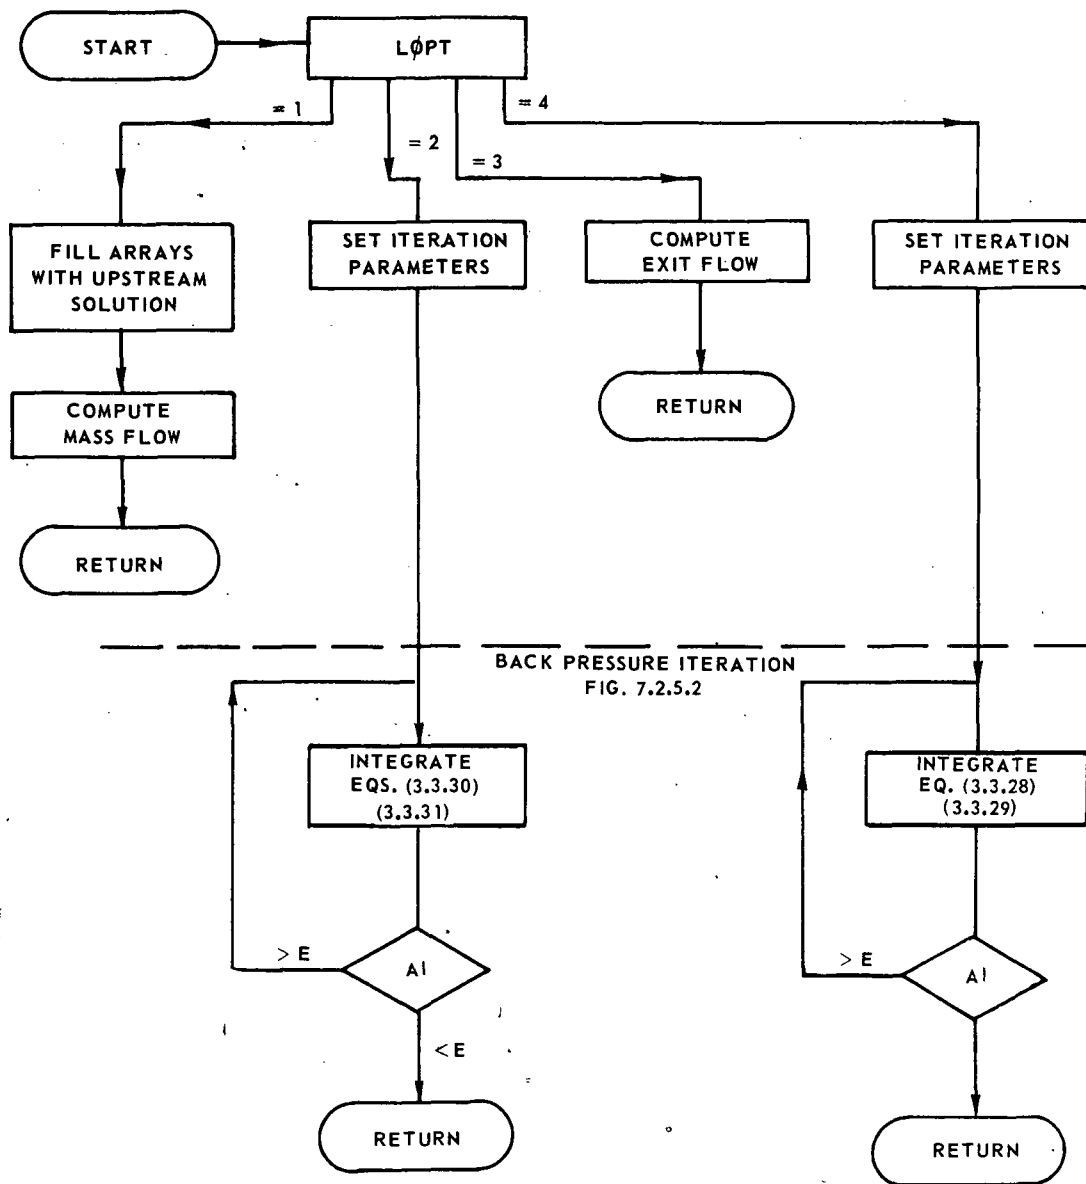 START
LØPT
= 1
= 2
= 3
= 4
FILL ARRAYS
WITH UPSTREAM
SOLUTION
SET ITERATION
PARAMETERS
COMPUTE
EXIT FLOW
SET ITERATION
PARAMETERS
COMPUTE
MASS FLOW
RETURN
RETURN
BACK PRESSURE ITERATION
FIG. 7.2.5.2
INTEGRATE
EQS. (3.3.30)
(3.3.31)
INTEGRATE
EQ. (3.3.28)
(3.3.29)
> E
AI
> E
AI
< E
RETURN
RETURN